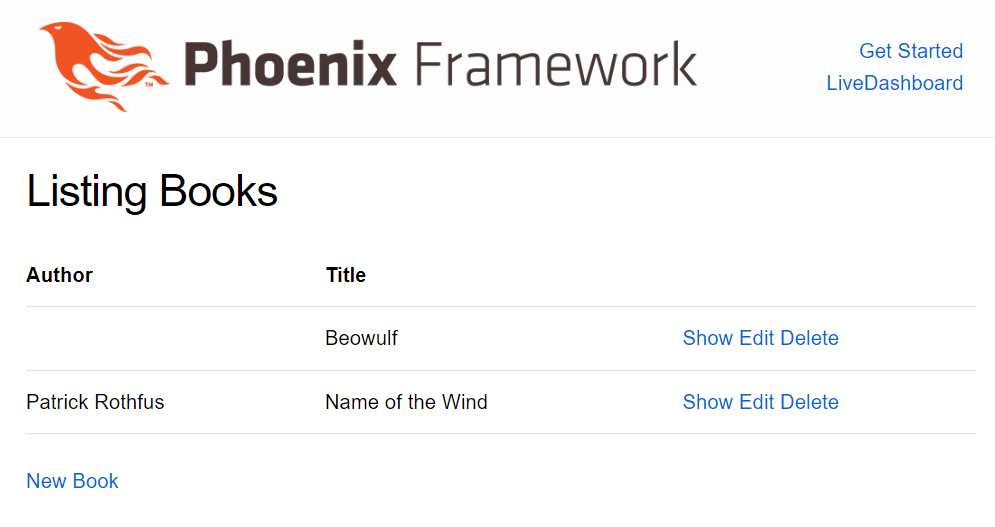 Phoenix Framework
TM
Get Started
LiveDashboard
Listing Books
Author Title
Beowulf Show Edit Delete
Patrick Rothfus Name of the Wind Show Edit Delete
New Book